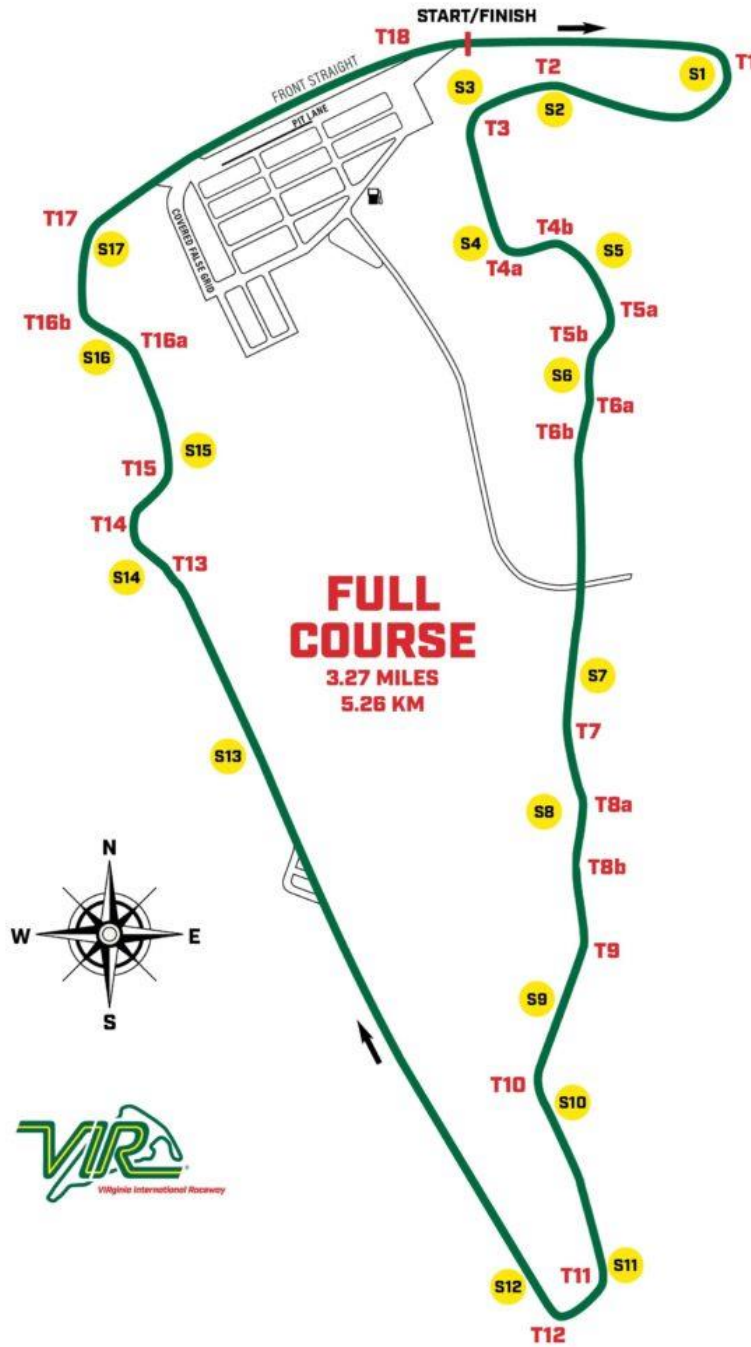 START/FINISH
T18
T1
S1
T2
S3
S2
FRONT STRAIGHT
PIT LANE
T3
T17
S17
COVERED FALSE GRID
S4
T4b
S5
T4a
T5a
T16b
T16a
T5b
S16
S6
T6a
T6b
S15
T15
T14
T13
S14
FULL
COURSE
3.27 MILES
5.26 KM
S7
T7
S13
S8
T8a
T8b
N
W
E
S
T9
S9
T10
S10
VIR
VIRginia International Raceway
S11
T11
S12
T12